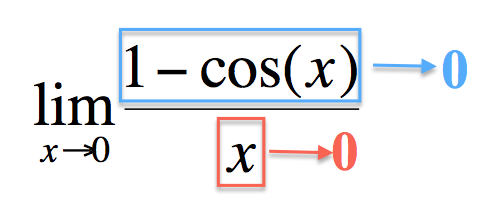 1 − cos(x) → 0
lim
x→0
x → 0